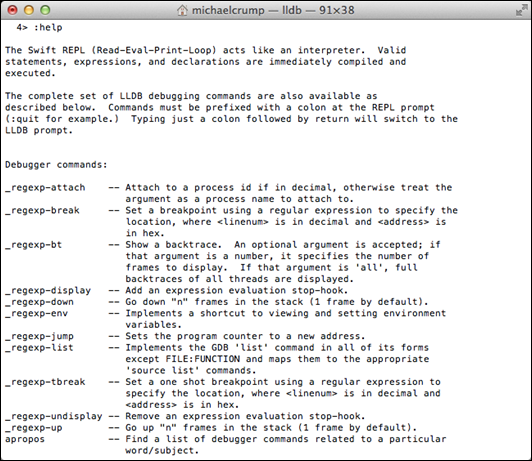 michaelcrump — lldb — 91×38
4> :help
The Swift REPL (Read-Eval-Print-Loop) acts like an interpreter.  Valid
statements, expressions, and declarations are immediately compiled and
executed.
The complete set of LLDB debugging commands are also available as
described below.  Commands must be prefixed with a colon at the REPL prompt
(:quit for example.)  Typing just a colon followed by return will switch to the
LLDB prompt.
Debugger commands:
_regexp-attach    -- Attach to a process id if in decimal, otherwise treat the
                     argument as a process name to attach to.
_regexp-break     -- Set a breakpoint using a regular expression to specify the
                     location, where <linenum> is in decimal and <address> is
                     in hex.
_regexp-bt        -- Show a backtrace.  An optional argument is accepted; if
                     that argument is a number, it specifies the number of
                     frames to display.  If that argument is 'all', full
                     backtraces of all threads are displayed.
_regexp-display   -- Add an expression evaluation stop-hook.
_regexp-down      -- Go down "n" frames in the stack (1 frame by default).
_regexp-env       -- Implements a shortcut to viewing and setting environment
                     variables.
_regexp-jump      -- Sets the program counter to a new address.
_regexp-list      -- Implements the GDB 'list' command in all of its forms
                     except FILE:FUNCTION and maps them to the appropriate
                     'source list' commands.
_regexp-tbreak    -- Set a one shot breakpoint using a regular expression to
                     specify the location, where <linenum> is in decimal and
                     <address> is in hex.
_regexp-undisplay -- Remove an expression evaluation stop-hook.
_regexp-up        -- Go up "n" frames in the stack (1 frame by default).
apropos           -- Find a list of debugger commands related to a particular
                     word/subject.